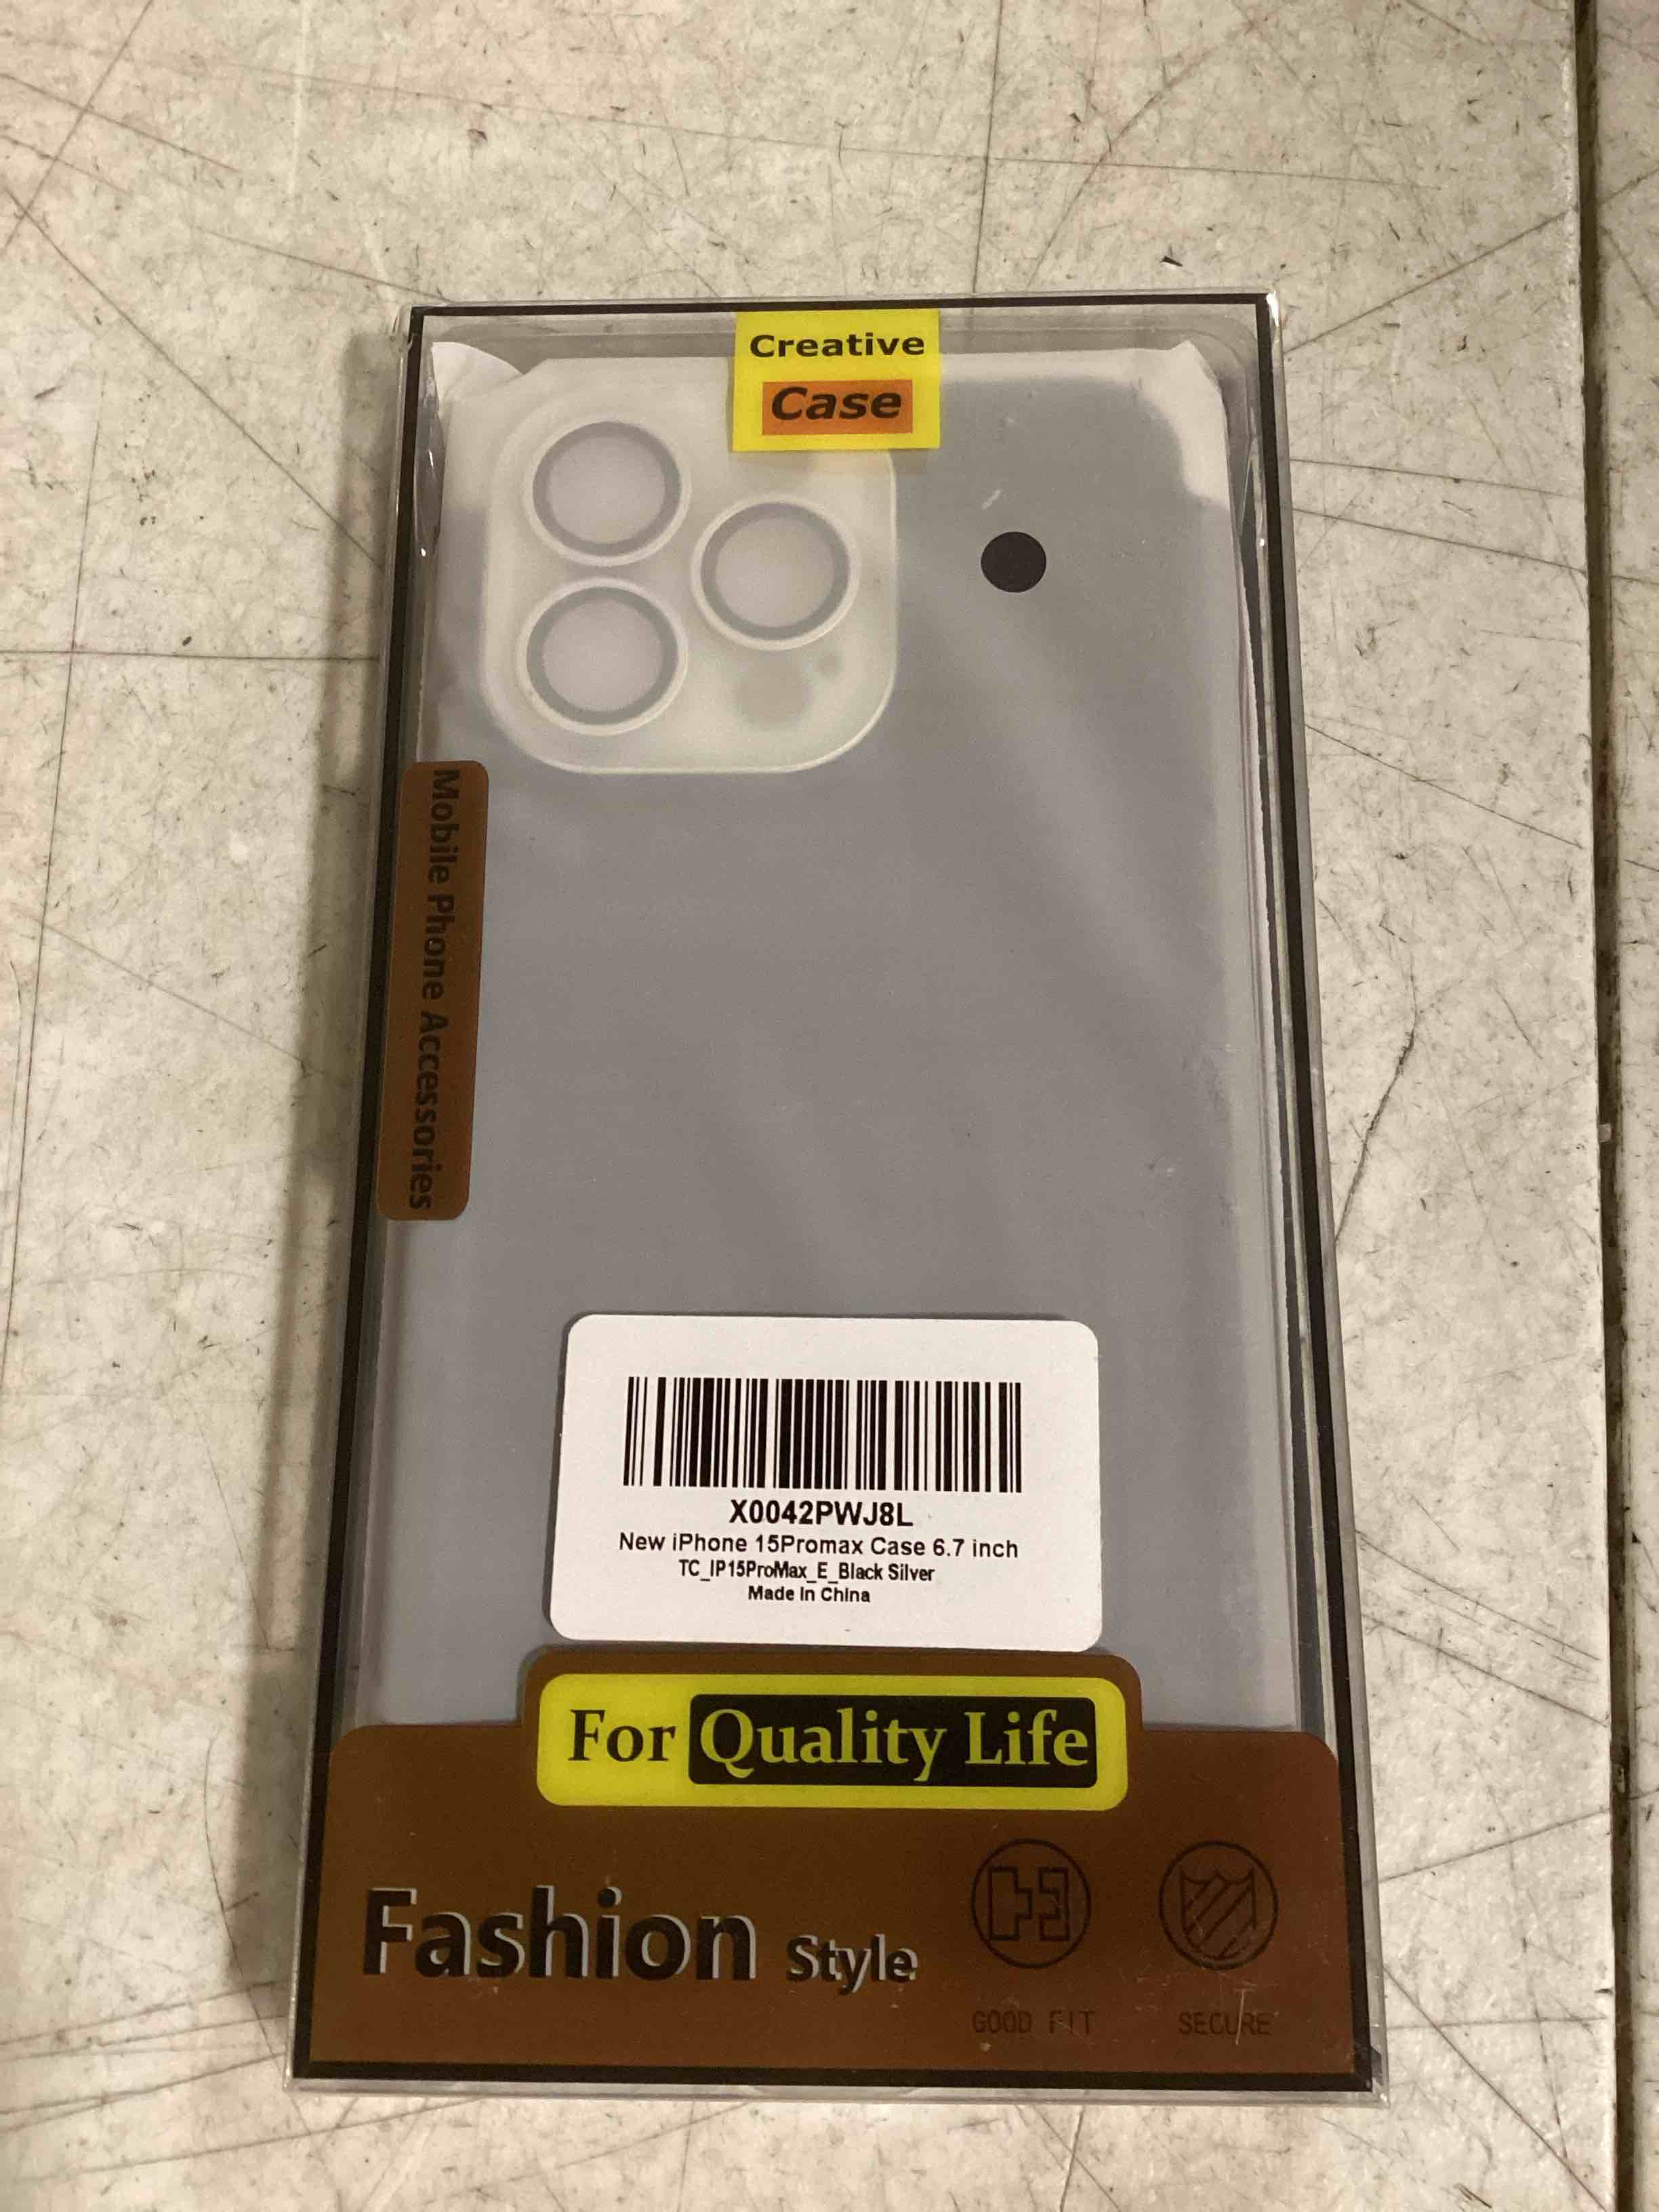 Creative
Case
Mobile Phone Accessories
X0042PWJ8L
New iPhone 15Promax Case 6.7 inch
TC_IP15ProMax_E_Black Silver
Made In China
For Quality Life
Fashion Style
GOOD FIT
SECURE